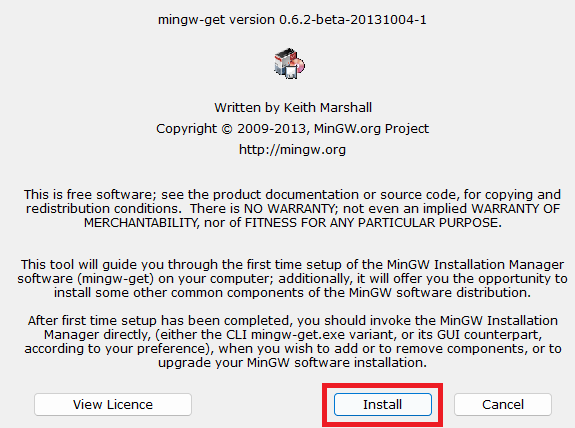 mingw-get version 0.6.2-beta-20131004-1
Written by Keith Marshall
Copyright © 2009-2013, MinGW.org Project
http://mingw.org
This is free software; see the product documentation or source code, for copying and
redistribution conditions.  There is NO WARRANTY; not even an implied WARRANTY OF
MERCHANTABILITY, nor of FITNESS FOR ANY PARTICULAR PURPOSE.
This tool will guide you through the first time setup of the MinGW Installation Manager
software (mingw-get) on your computer; additionally, it will offer you the opportunity to
install some other common components of the MinGW software distribution.
After first time setup has been completed, you should invoke the MinGW Installation
Manager directly, (either the CLI mingw-get.exe variant, or its GUI counterpart,
according to your preference), when you wish to add or to remove components, or to
upgrade your MinGW software installation.
View Licence
Install
Cancel